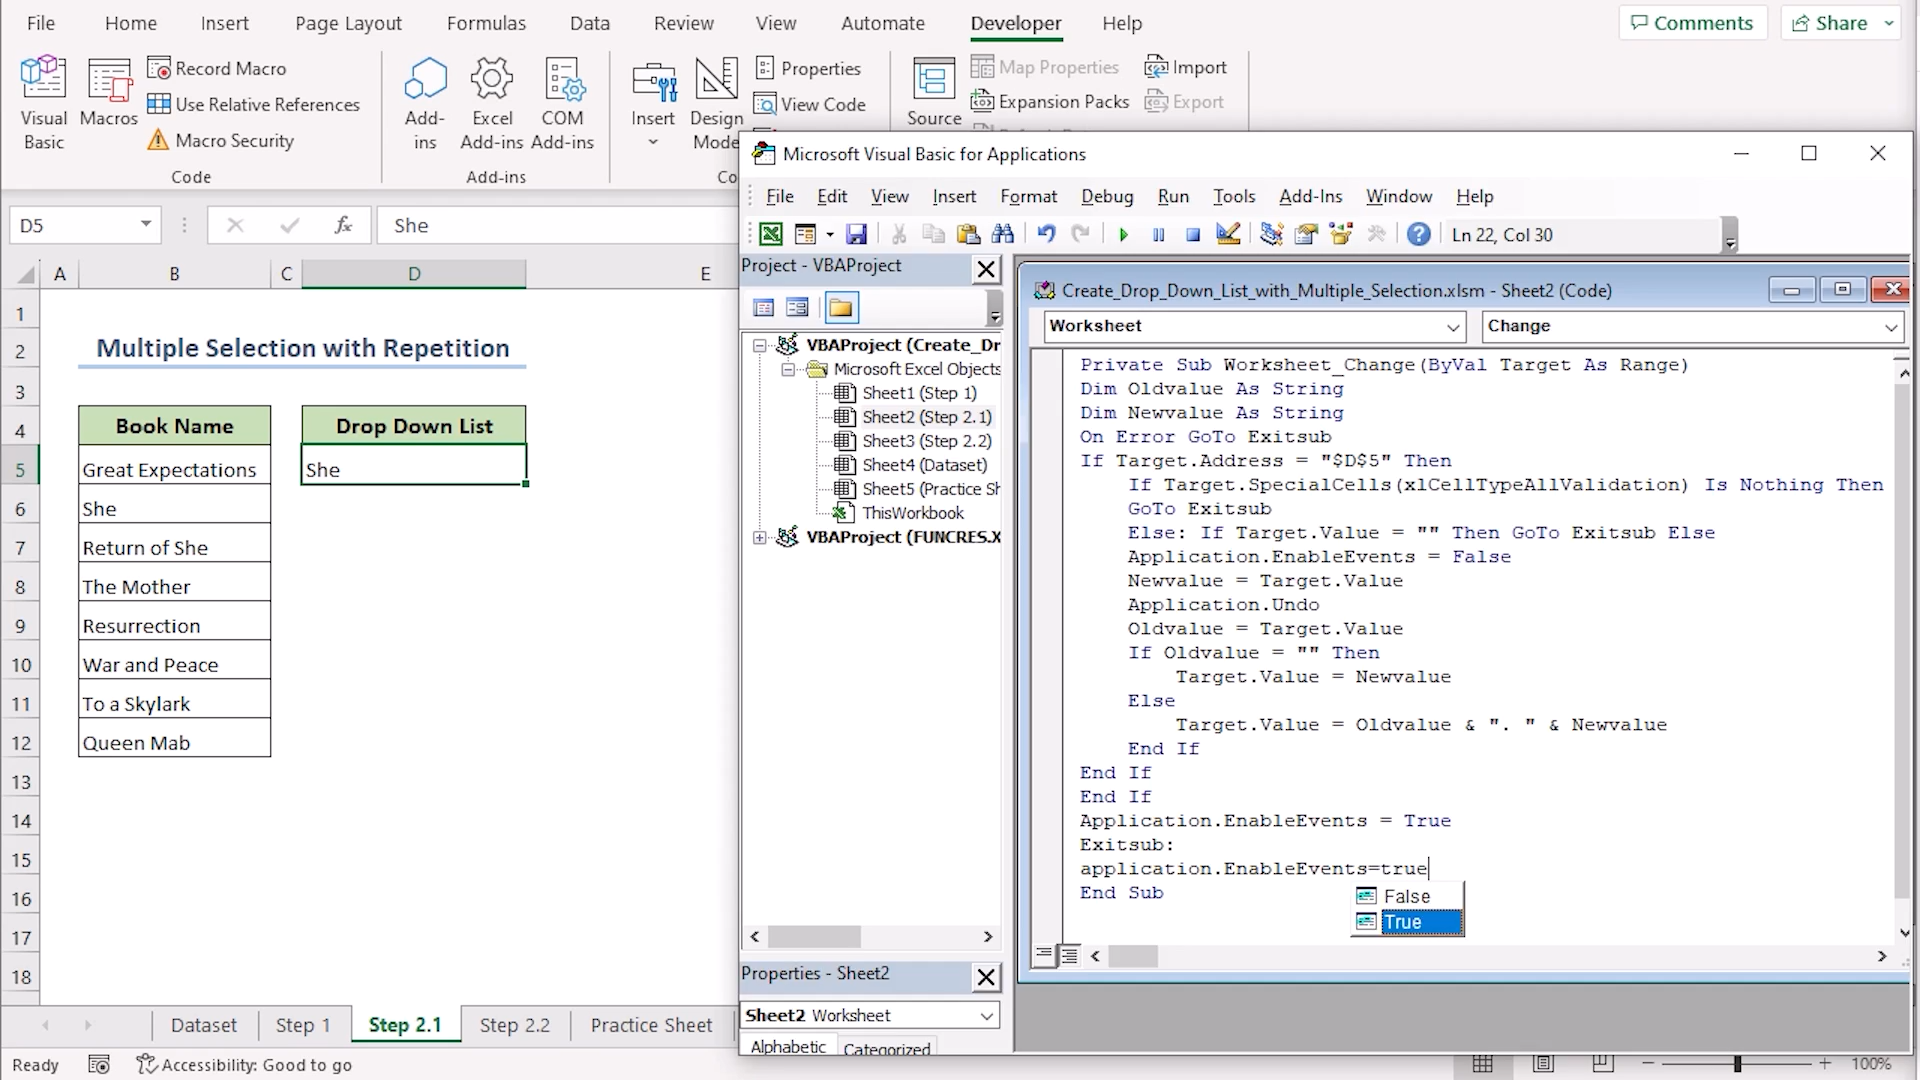 File Home Insert Page Layout Formulas Data Review View Automate Developer Help Comments Share
Visual Basic
Macros
Record Macro
Use Relative References
Macro Security
Code
Add-ins
Excel Add-ins
COM Add-ins
Add-ins
Insert
Design Mode
Properties
View Code
Co
Source
Map Properties
Expansion Packs
Import
Export
D5 fx She
A B C D E
1
2 Multiple Selection with Repetition
3
4 Book Name Drop Down List
5 Great Expectations She
6 She
7 Return of She
8 The Mother
9 Resurrection
10 War and Peace
11 To a Skylark
12 Queen Mab
13
14
15
16
17
18
Dataset Step 1 Step 2.1 Step 2.2 Practice Sheet
Ready Accessibility: Good to go 100%
Microsoft Visual Basic for Applications
File Edit View Insert Format Debug Run Tools Add-Ins Window Help
Ln 22, Col 30
Project - VBAProject
VBAProject (Create_Dr
Microsoft Excel Objects
Sheet1 (Step 1)
Sheet2 (Step 2.1)
Sheet3 (Step 2.2)
Sheet4 (Dataset)
Sheet5 (Practice Sh
ThisWorkbook
VBAProject (FUNCRES.X
Properties - Sheet2
Sheet2 Worksheet
Alphabetic Categorized
Create_Drop_Down_List_with_Multiple_Selection.xlsm - Sheet2 (Code)
Worksheet Change
Private Sub Worksheet_Change(ByVal Target As Range)
Dim Oldvalue As String
Dim Newvalue As String
On Error GoTo Exitsub
If Target.Address = "$D$5" Then
If Target.SpecialCells(xlCellTypeAllValidation) Is Nothing Then
GoTo Exitsub
Else: If Target.Value = "" Then GoTo Exitsub Else
Application.EnableEvents = False
Newvalue = Target.Value
Application.Undo
Oldvalue = Target.Value
If Oldvalue = "" Then
Target.Value = Newvalue
Else
Target.Value = Oldvalue & ". " & Newvalue
End If
End If
End If
Application.EnableEvents = True
Exitsub:
application.EnableEvents=true
End Sub
False
True